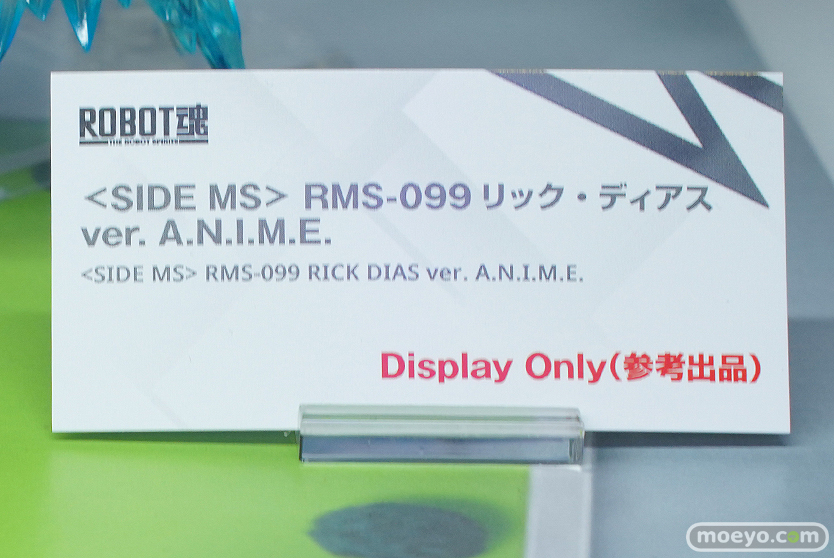 ROBOT魂
THE ROBOT SPIRITS
<SIDE MS> RMS-099 リック・ディアス
ver. A.N.I.M.E.
<SIDE MS> RMS-099 RICK DIAS ver. A.N.I.M.E.
Display Only(参考出品)
moeyo.com